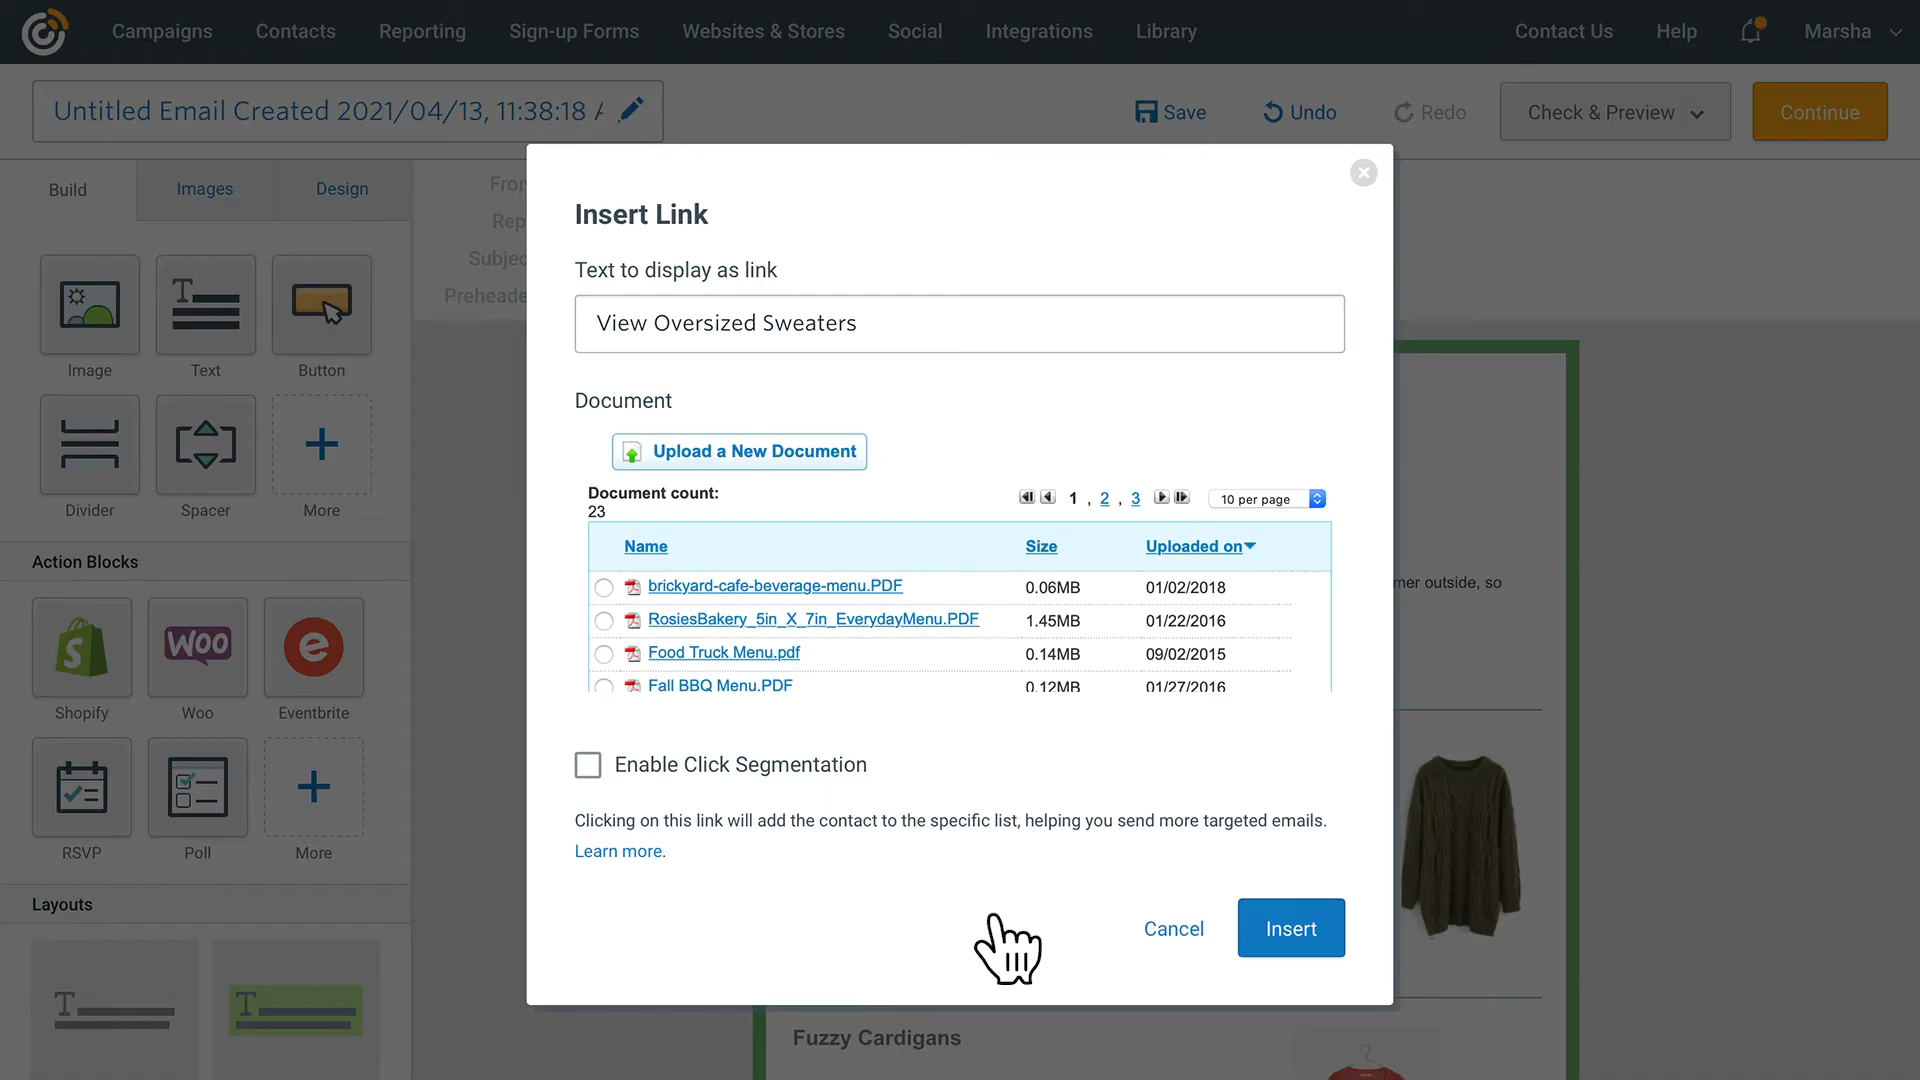 Campaigns Contacts Reporting Sign-up Forms Websites & Stores Social Integrations Library Contact Us Help Marsha
Untitled Email Created 2021/04/13, 11:38:18 Save Undo Redo Check & Preview Continue
Build Images Design
Insert Link
Text to display as link
View Oversized Sweaters
Document
Upload a New Document
Document count:
23
1 , 2 , 3 10 per page
Name Size Uploaded on
brickyard-cafe-beverage-menu.PDF 0.06MB 01/02/2018
RosiesBakery_5in_X_7in_EverydayMenu.PDF 1.45MB 01/22/2016
Food Truck Menu.pdf 0.14MB 09/02/2015
Fall BBQ Menu.PDF 0.12MB 01/27/2016
Enable Click Segmentation
Clicking on this link will add the contact to the specific list, helping you send more targeted emails.
Learn more.
Cancel Insert
Image Text Button
Divider Spacer More
Action Blocks
Shopify Woo Eventbrite
WOO
RSVP Poll More
Layouts
outside, so
Fuzzy Cardigans